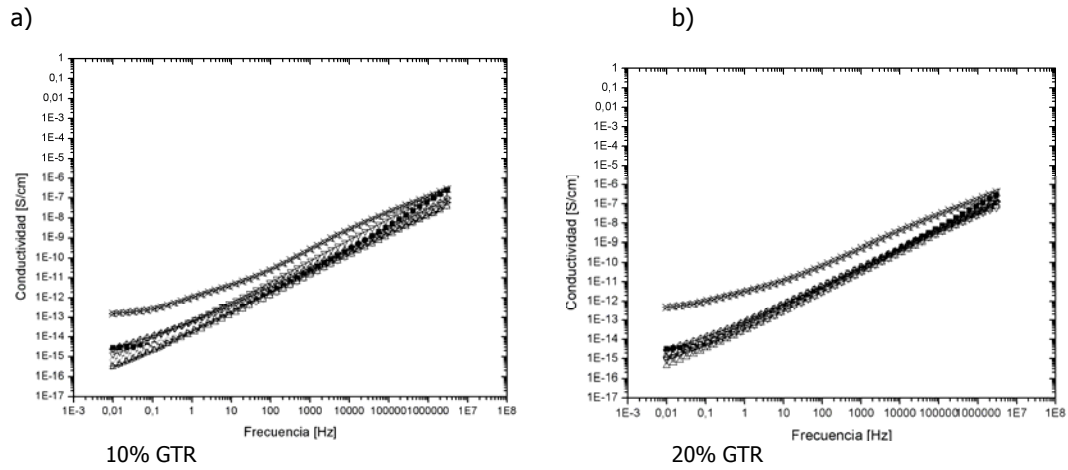 a)
b)
1
0,1
0,01
1E-3
1E-4
1E-5
1E-6
1E-7
1E-8
1E-9
1E-10
1E-11
1E-12
1E-13
1E-14
1E-15
1E-16
1E-17
Conductividad [S/cm]
1E-3 0,01 0,1 1 10 100 1000 10000 100000 1000000 1E7 1E8
Frecuencia [Hz]
10% GTR
1
0,1
0,01
1E-3
1E-4
1E-5
1E-6
1E-7
1E-8
1E-9
1E-10
1E-11
1E-12
1E-13
1E-14
1E-15
1E-16
1E-17
Conductividad [S/cm]
1E-3 0,01 0,1 1 10 100 1000 10000 100000 1000000 1E7 1E8
Frecuencia [Hz]
20% GTR